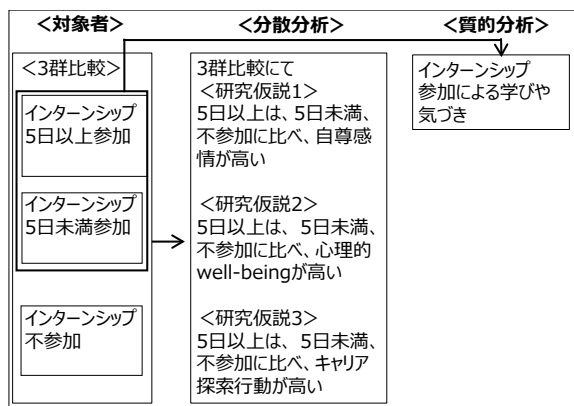 <対象者>
<3群比較>
インターンシップ
5日以上参加
インターンシップ
5日未満参加
インターンシップ
不参加
<分散分析>
3群比較にて
<研究仮説1>
5日以上は、5日未満、
不参加に比べ、自尊感
情が高い
<研究仮説2>
5日以上は、5日未満、
不参加に比べ、心理的
well-beingが高い
<研究仮説3>
5日以上は、5日未満、
不参加に比べ、キャリア
探索行動が高い
<質的分析>
インターンシップ
参加による学びや
気づき